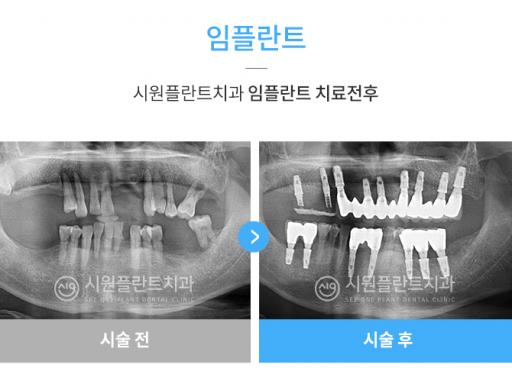 임플란트
시원플란트치과 임플란트 치료전후
시원플란트치과
SEE ONE PLANT DENTAL CLINIC
시원플란트치과
SEE ONE PLANT DENTAL CLINIC
시술 전
시술 후